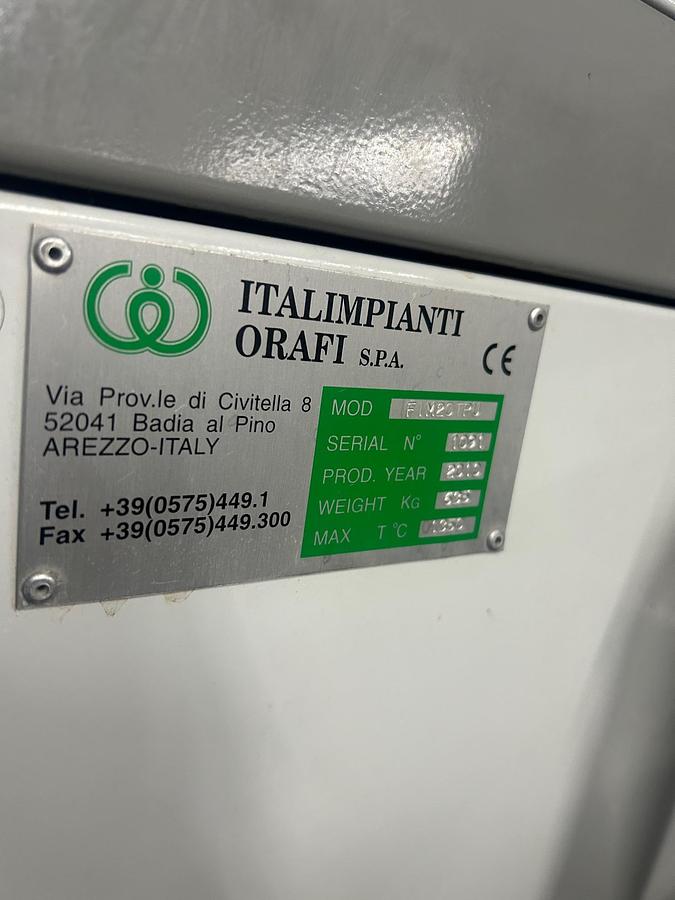 ITALIMPIANTI
ORAFI S.P.A.
CE
Via Prov.le di Civitella 8
52041 Badia al Pino
AREZZO-ITALY
Tel. +39(0575)449.1
Fax +39(0575)449.300
MOD
SERIAL N°
PROD. YEAR
WEIGHT KG
MAX T °C